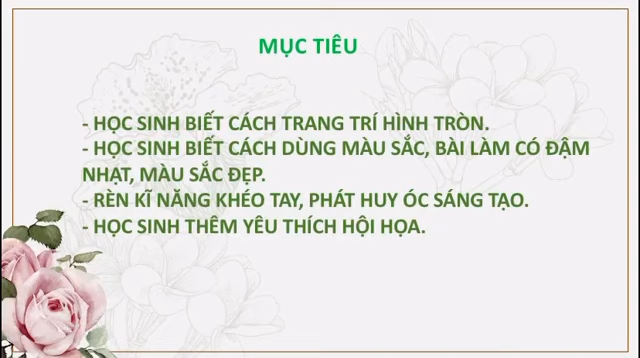 MỤC TIÊU
- HỌC SINH BIẾT CÁCH TRANG TRÍ HÌNH TRÒN.
- HỌC SINH BIẾT CÁCH DÙNG MÀU SẮC, BÀI LÀM CÓ ĐẬM
NHẠT, MÀU SẮC ĐẸP.
- RÈN KĨ NĂNG KHÉO TAY, PHÁT HUY ÓC SÁNG TẠO.
- HỌC SINH THÊM YÊU THÍCH HỘI HỌA.